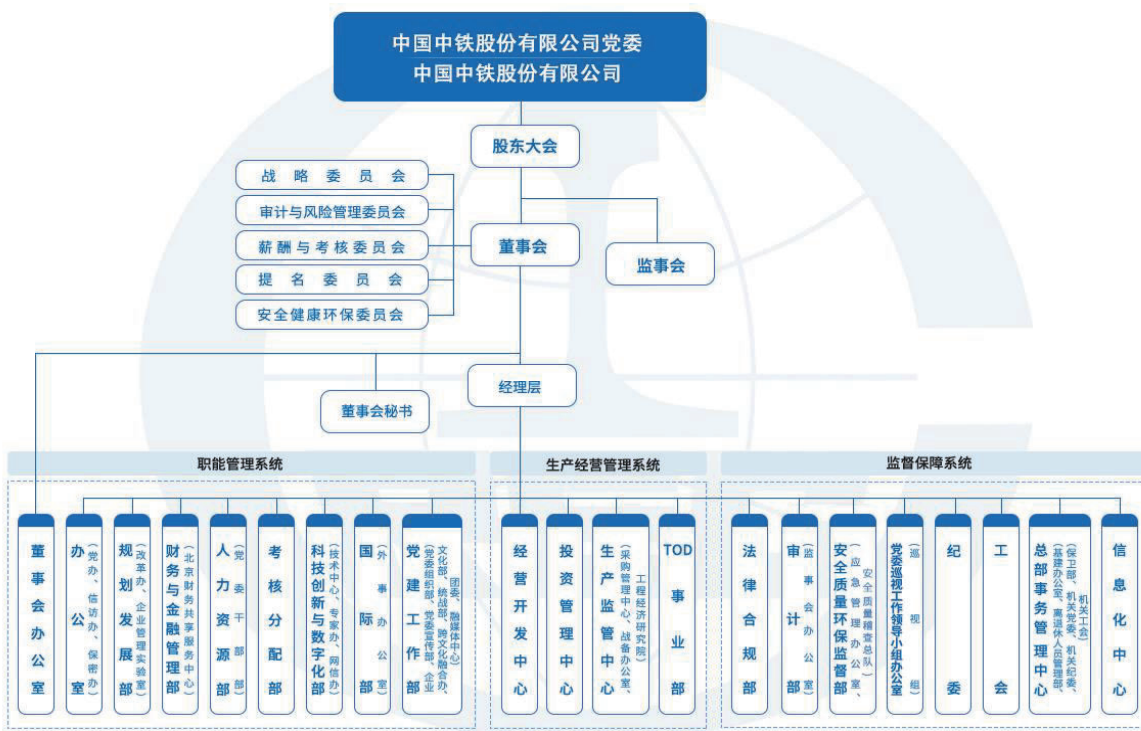 中国中铁股份有限公司党委
中国中铁股份有限公司
股东大会
战略委员会
审计与风险管理委员会
薪酬与考核委员会
提名委员会
安全健康环保委员会
董事会
监事会
经理层
董事会秘书
职能管理系统
生产经营管理系统
监督保障系统
董事会办公室
办公室
(党办、信访办、保密办)
规划发展部
(改革办、企业管理实验室)
财务与金融管理部
(北京财务共享服务中心)
人力资源部
(党委干部部)
考核分配部
科技创新与数字化部
(技术中心、专家办、网信办)
国际部
(外事办公室)
党建工作部
(党委组织部、党委宣传部、企业
文化部、统战部、跨文化融合办、
团委、融媒体中心)
经营开发中心
投资管理中心
生产监管中心
(采购管理中心、战备办公室、
工程经济研究院)
TOD事业部
法律合规部
审计部
(监事会办公室)
安全质量环保监督部
(应急管理办公室、
安全质量稽查总队)
党委巡视工作领导小组办公室
(巡视组)
纪委
工会
总部事务管理中心
(基建办公室、离退休人员管理部、
(保卫部、机关党委、机关纪委、
机关工会)
信息化中心